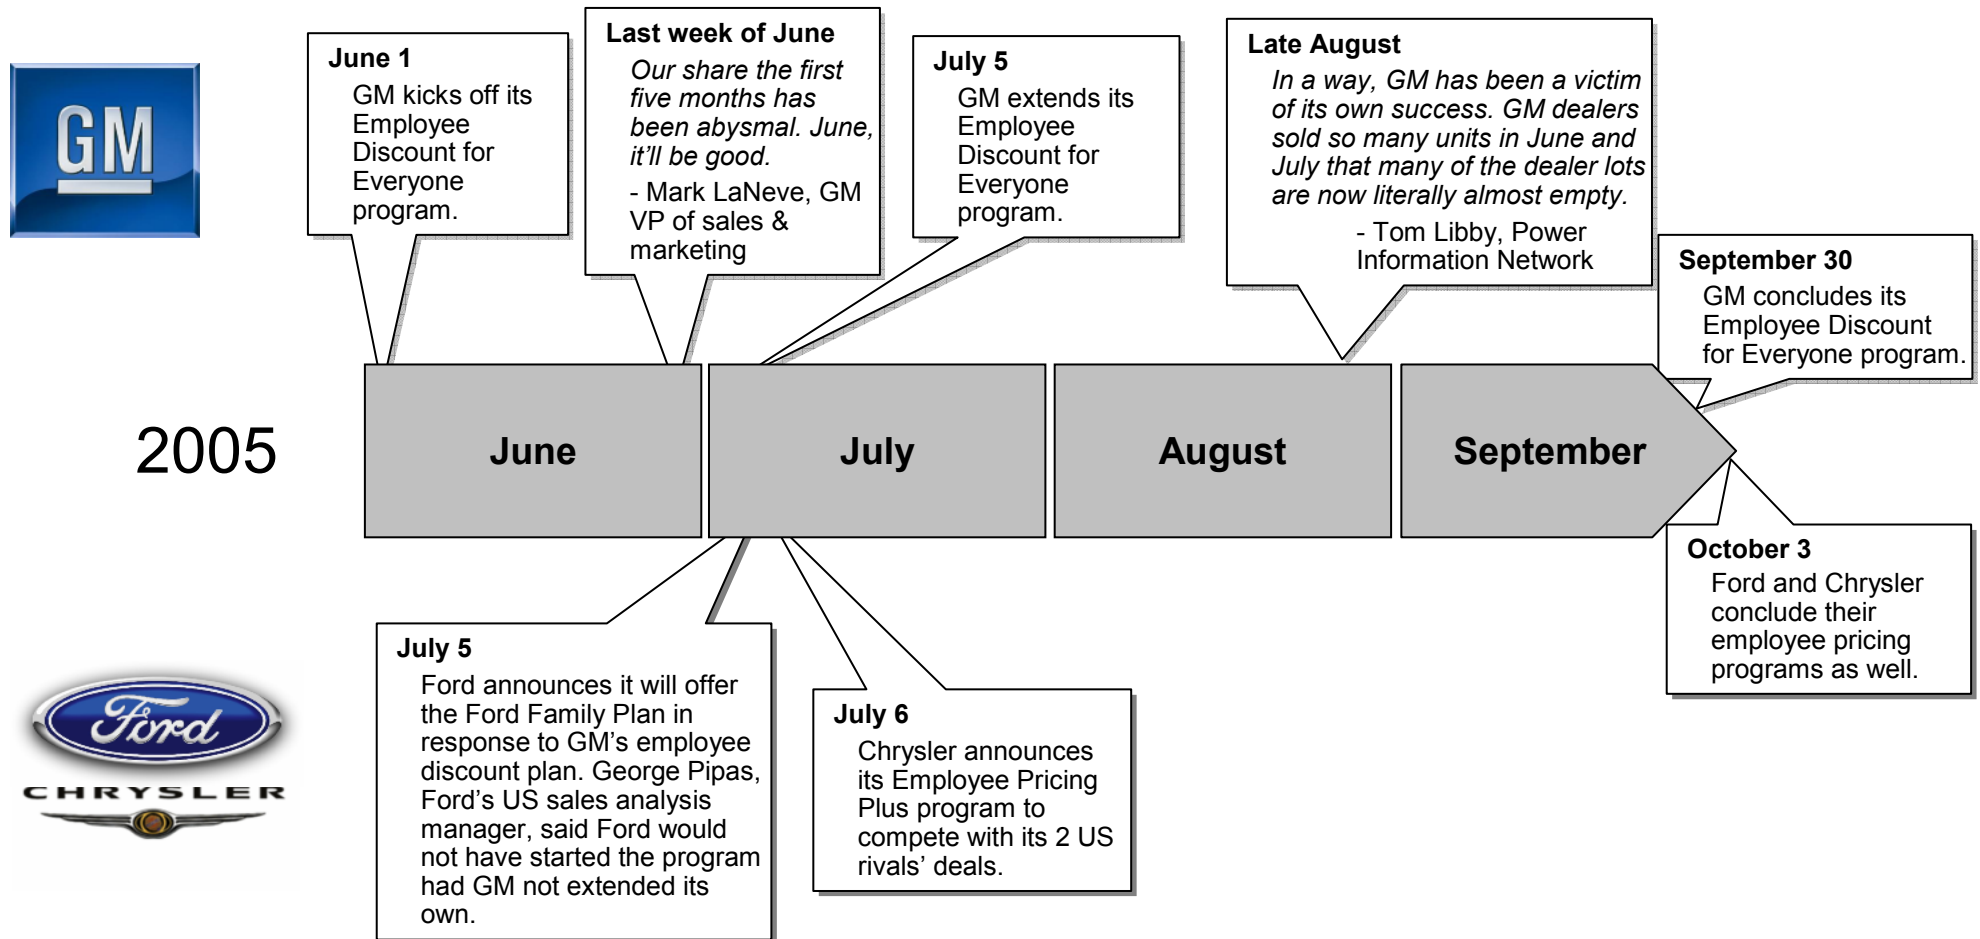 GM
June 1
GM kicks off its
Employee
Discount for
Everyone
program.
Last week of June
Our share the first
five months has
been abysmal. June,
it'll be good.
- Mark LaNeve, GM
VP of sales &
marketing
July 5
GM extends its
Employee
Discount for
Everyone
program.
Late August
In a way, GM has been a victim
of its own success. GM dealers
sold so many units in June and
July that many of the dealer lots
are now literally almost empty.
- Tom Libby, Power
Information Network
September 30
GM concludes its
Employee Discount
for Everyone program.
2005
June
July
August
September
Ford
CHRYSLER
July 5
Ford announces it will offer
the Ford Family Plan in
response to GM's employee
discount plan. George Pipas,
Ford's US sales analysis
manager, said Ford would
not have started the program
had GM not extended its
own.
July 6
Chrysler announces
its Employee Pricing
Plus program to
compete with its 2 US
rivals' deals.
October 3
Ford and Chrysler
conclude their
employee pricing
programs as well.